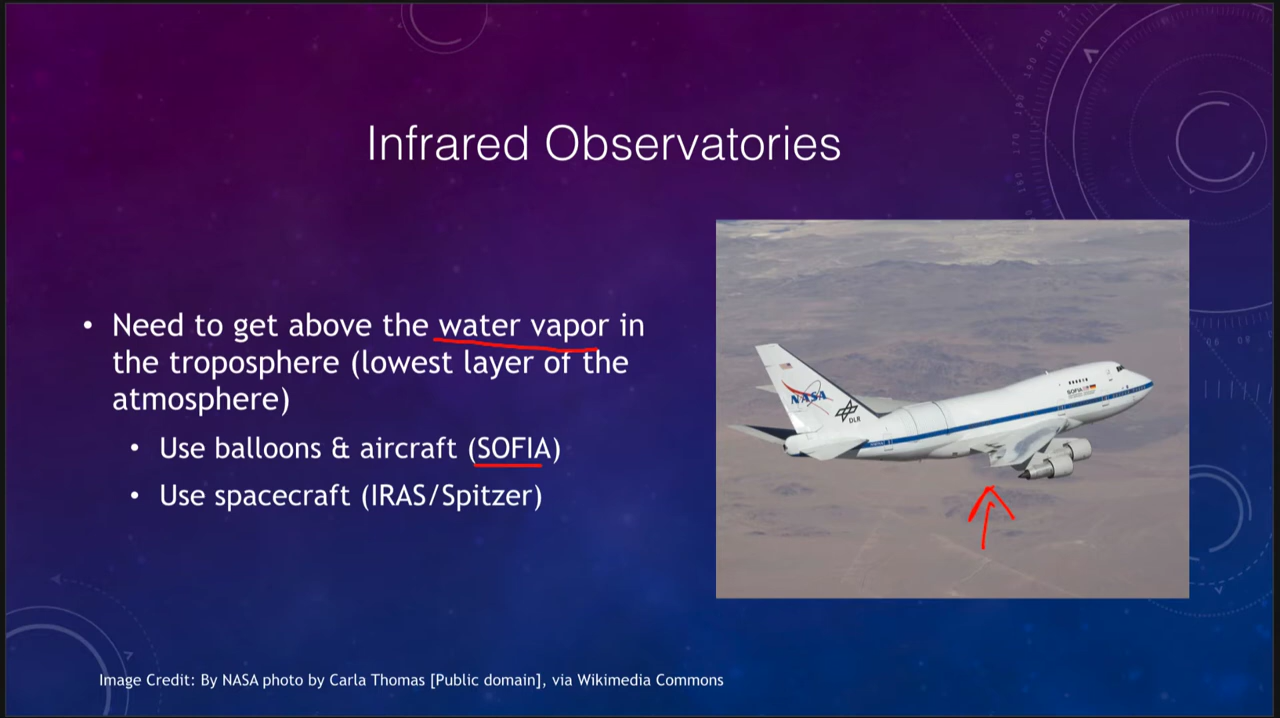 Infrared Observatories
• Need to get above the water vapor in
the troposphere (lowest layer of the
atmosphere)
• Use balloons & aircraft (SOFIA)
• Use spacecraft (IRAS/Spitzer)
NASA
DLR
SOFIA
Image Credit: By NASA photo by Carla Thomas [Public domain], via Wikimedia Commons